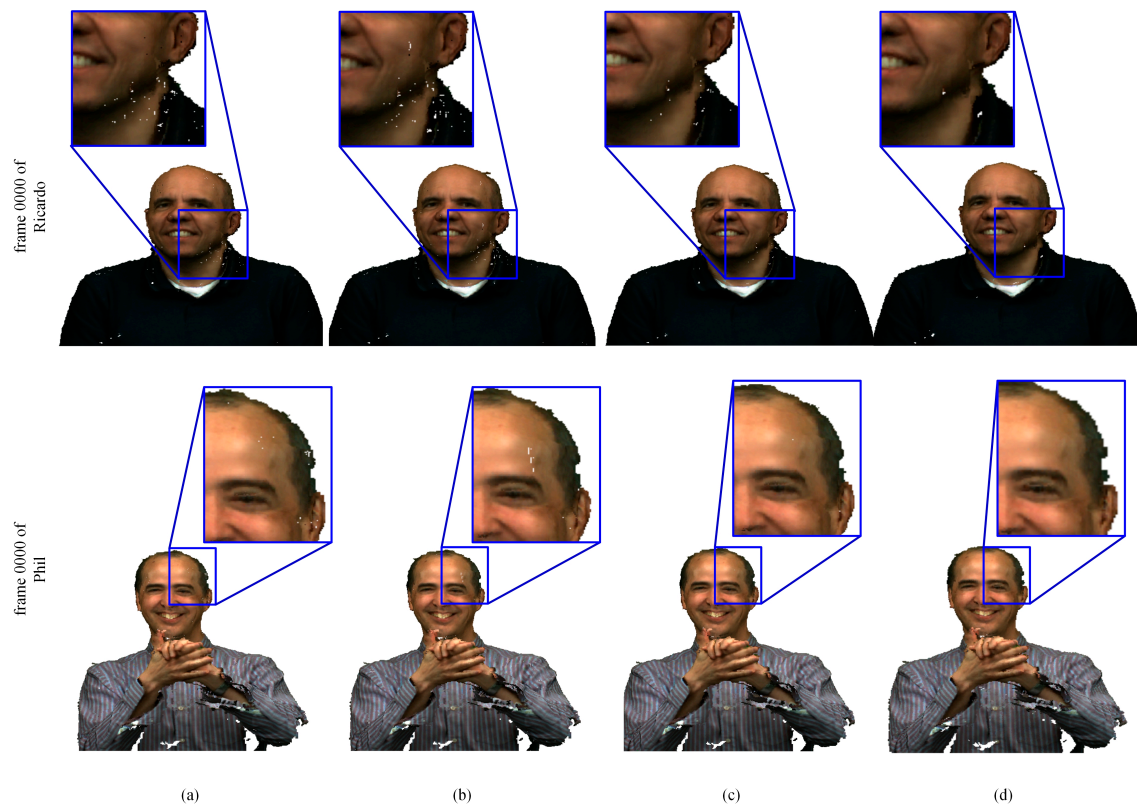 frame 0000 of
Ricardo
frame 0000 of
Phil
(a)
(b)
(c)
(d)